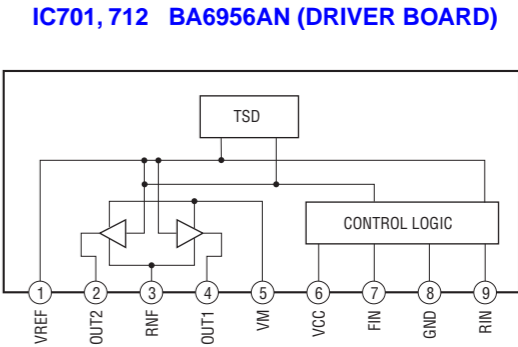 IC701, 712 BA6956AN (DRIVER BOARD)
TSD
CONTROL LOGIC
1 2 3 4 5 6 7 8 9
VREF OUT2 RNF OUT1 VM VCC FIN GND RIN